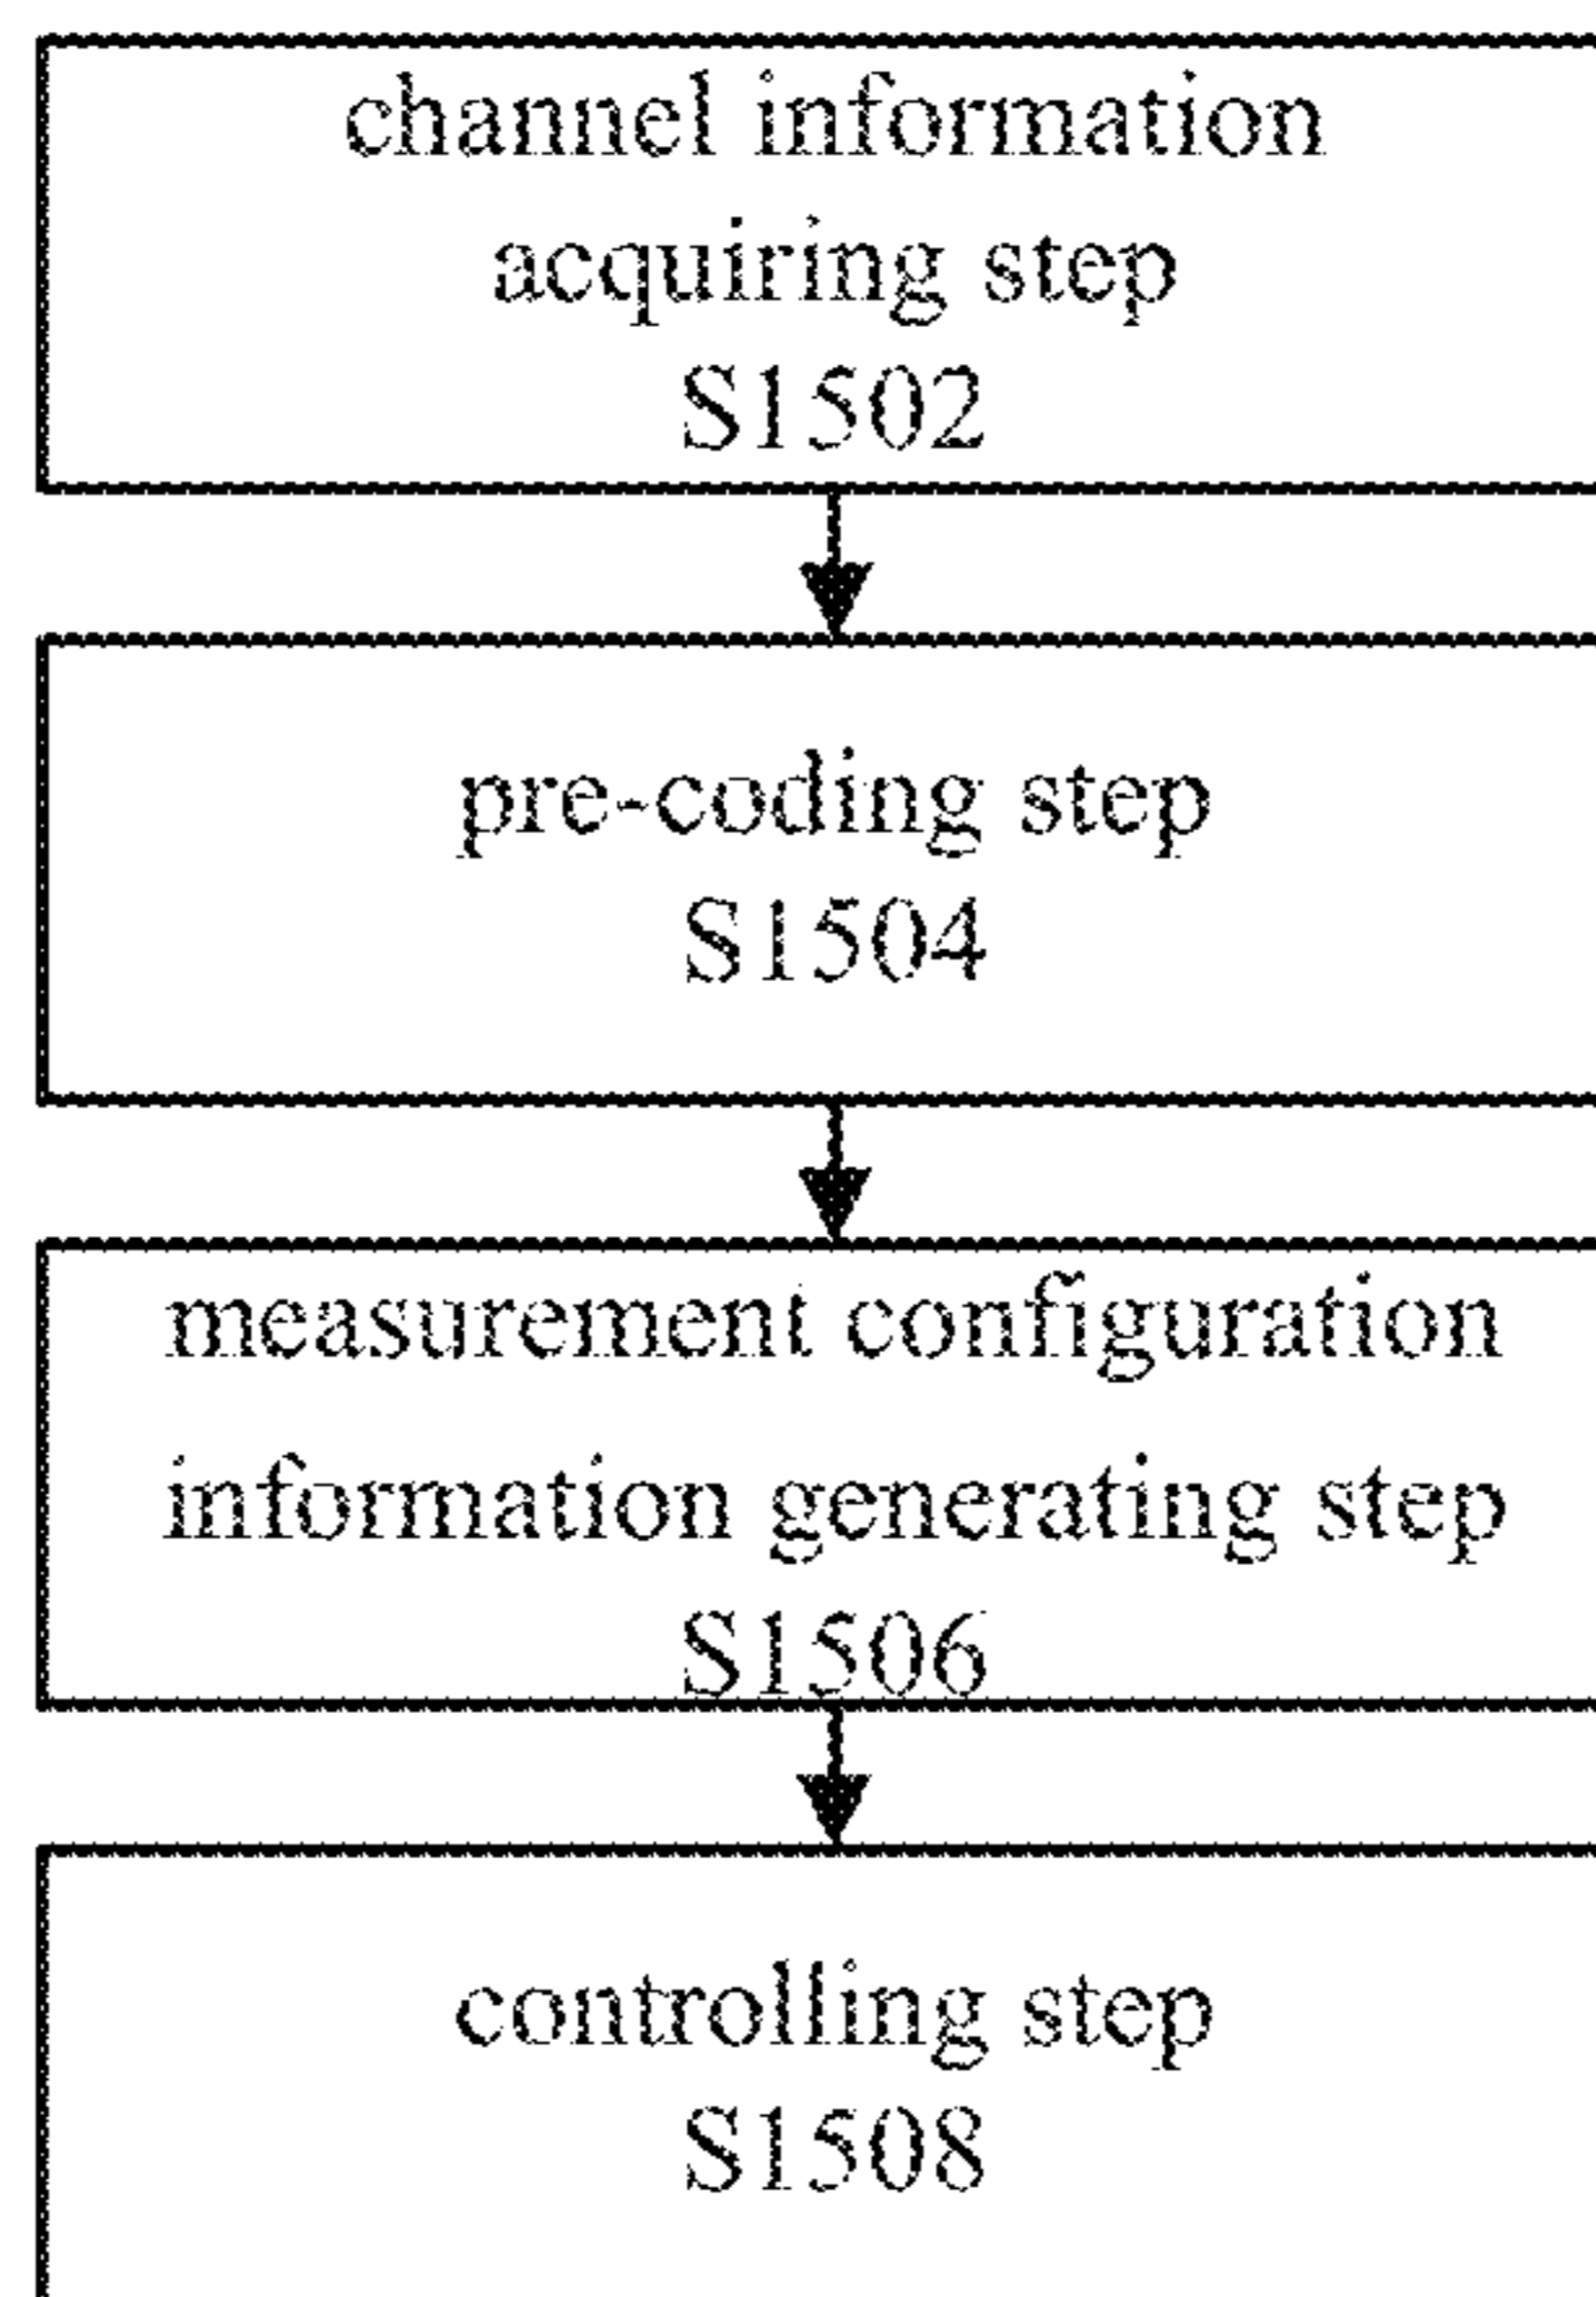 channel information
acquiring step
S1502
pre-coding step
S1504
measurement configuration
information generating step
S1506
controlling step
S1508